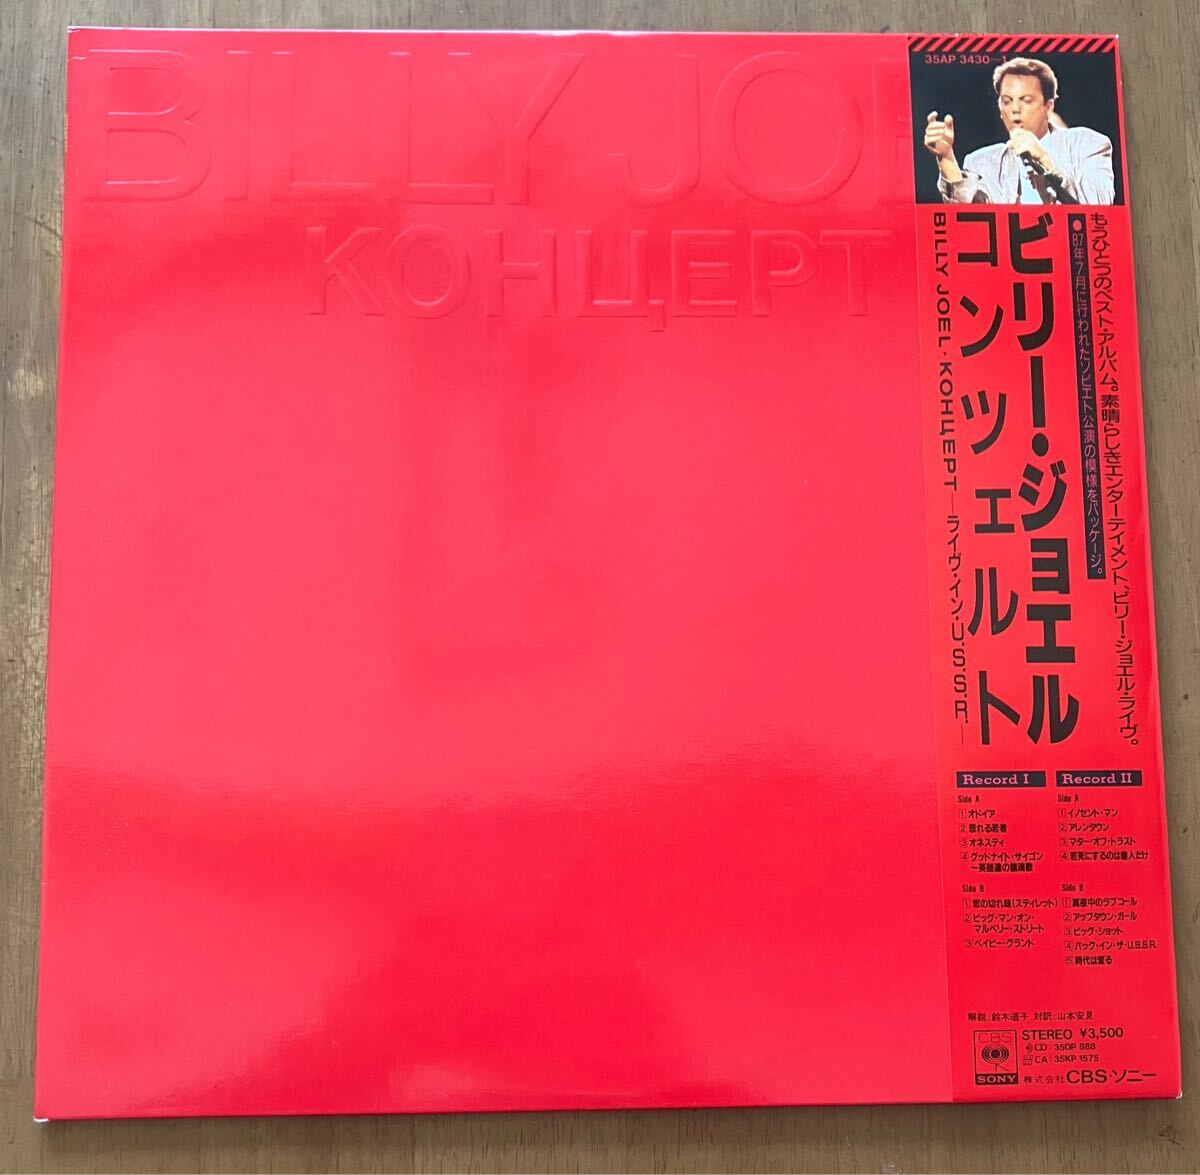 BILLY JOE
КОНЦЕРТ
35AP 3430~1
もうひとつのベスト・アルバム。素晴らしきエンターティメント、ビリー・ジョエル・ライヴ。
●87年7月に行われたソビエト公演の模様をパッケージ。
ビリー・ジョエル
コンツェルト
BILLY JOEL・КОНЦЕРТ―ライヴ・イン・U.S.S.R.―
Record I
Side A
1 オドイア
2 怒れる若者
3 オネスティ
4 グッドナイト・サイゴン
~英雄達の鎮魂歌
Side B
1 恋の切れ味(スティレット)
2 ビッグ・マン・オン・
マルベリー・ストリート
3 ベイビー・グランド
Record II
Side A
1 イノセント・マン
2 アレンタウン
3 マター・オブ・トラスト
4 若死にするのは善人だけ
Side B
1 真夜中のラブコール
2 アップタウン・ガール
3 ビッグ・ショット
4 バック・イン・ザ・U.S.S.R.
5 時代は変る
解説:鈴木道子 対訳:山本安見
CBS
SONY
STEREO ¥3,500
CD:35DP 888
CA:35KP 1575
株式会社CBS・ソニー